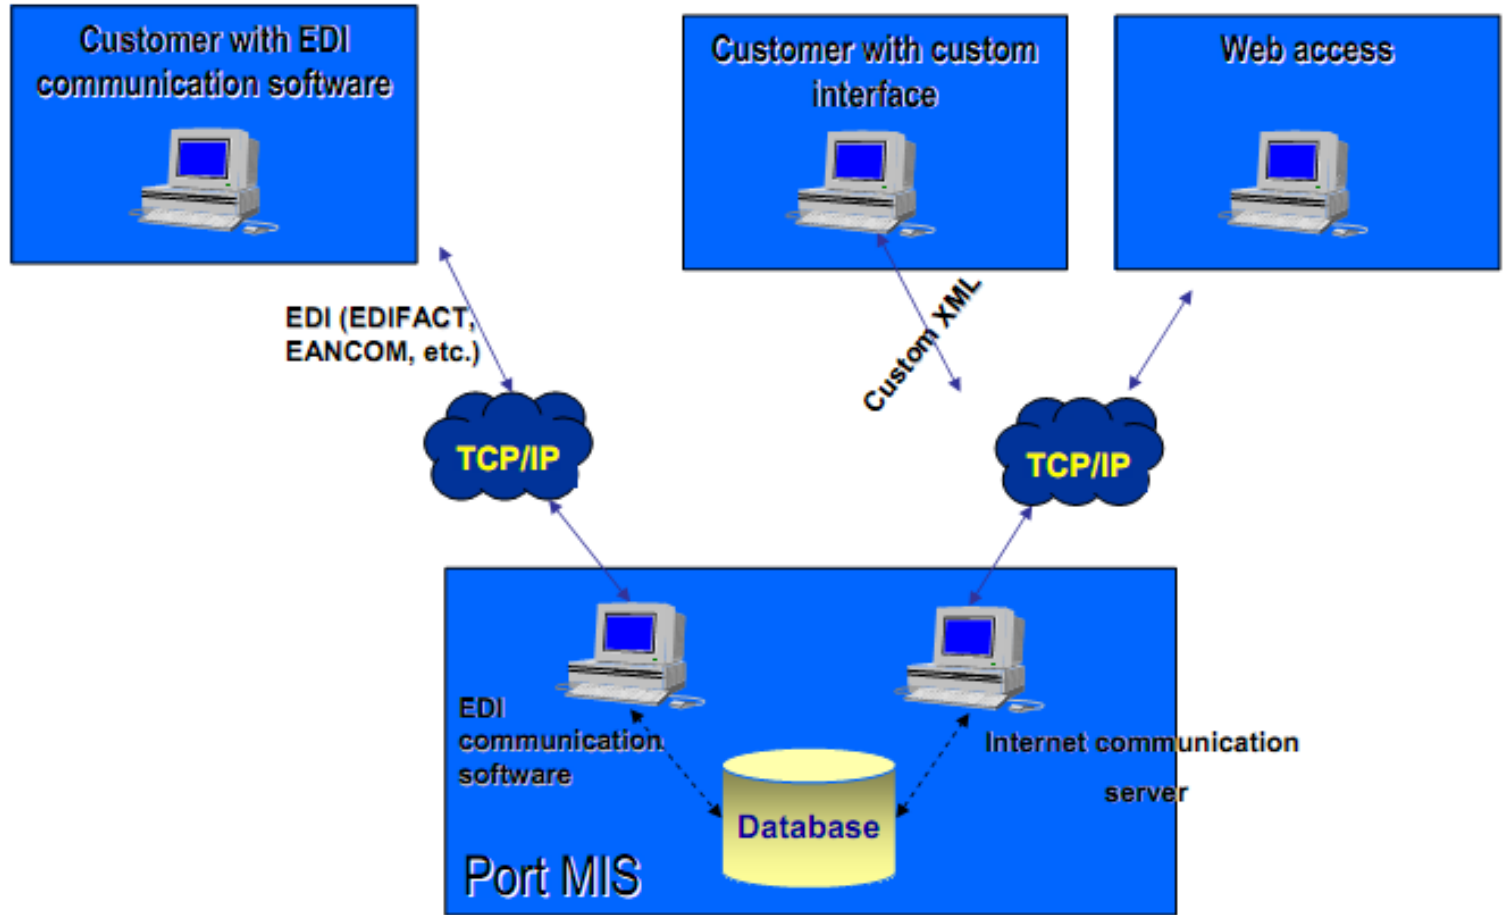 Customer with EDI
communication software
Customer with custom
interface
Web access
EDI (EDIFACT,
EANCOM, etc.)
Custom XML
TCP/IP
TCP/IP
EDI
communication
software
Internet communication
server
Database
Port MIS